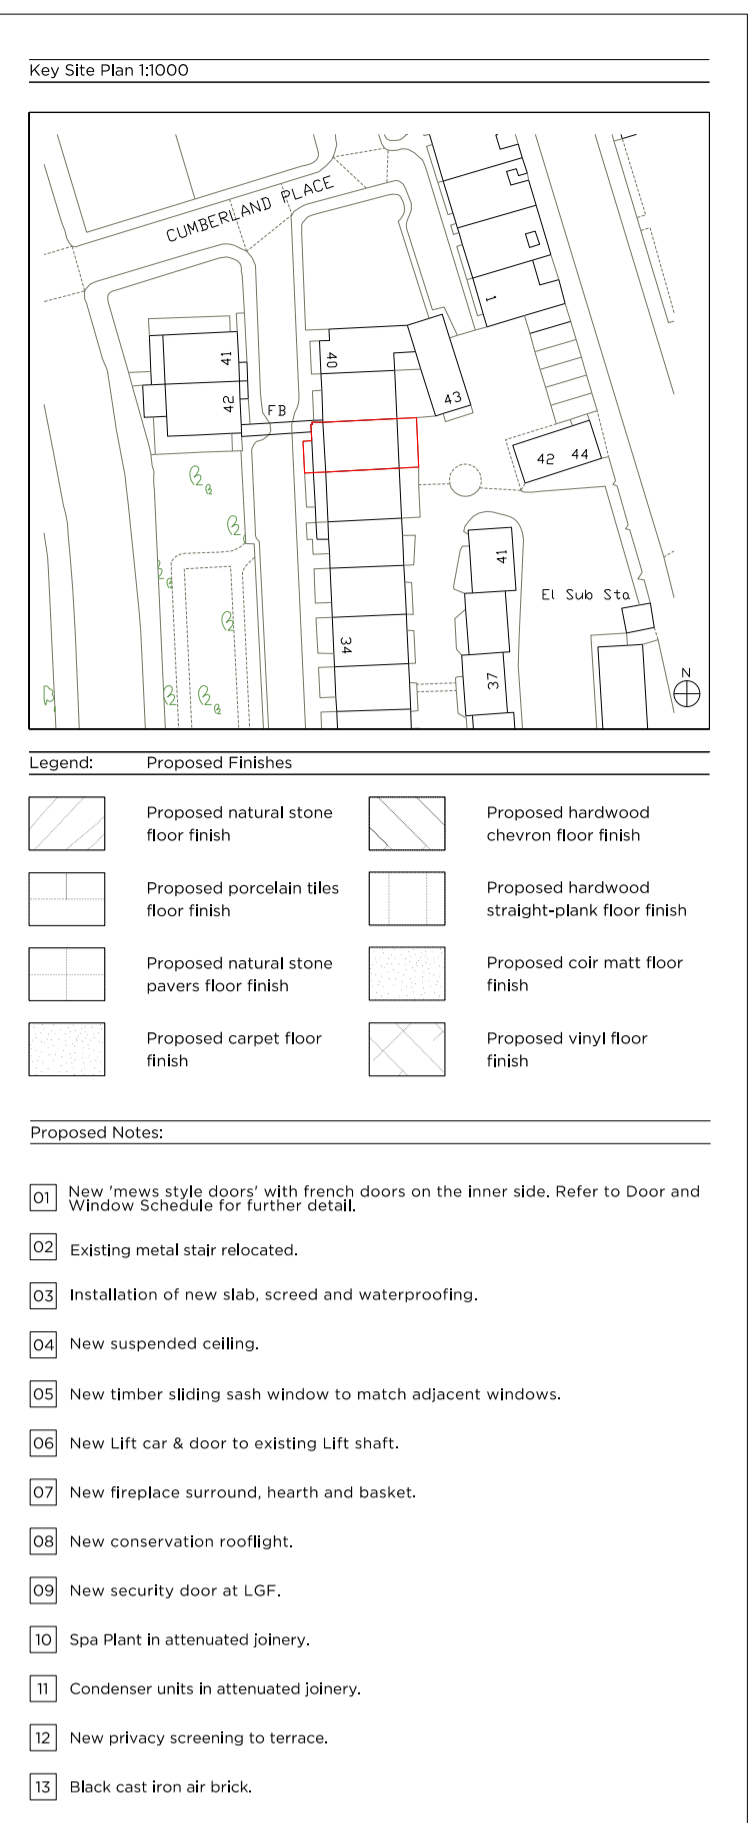 Key Site Plan 1:1000
CUMBERLAND PLACE
1
41
40
42
FB
43
42 44
41
El Sub Sta
34
37
N
Legend: Proposed Finishes
Proposed natural stone
floor finish
Proposed hardwood
chevron floor finish
Proposed porcelain tiles
floor finish
Proposed hardwood
straight-plank floor finish
Proposed natural stone
pavers floor finish
Proposed coir matt floor
finish
Proposed carpet floor
finish
Proposed vinyl floor
finish
Proposed Notes:
01 New 'mews style doors' with french doors on the inner side. Refer to Door and
Window Schedule for further detail.
02 Existing metal stair relocated.
03 Installation of new slab, screed and waterproofing.
04 New suspended ceiling.
05 New timber sliding sash window to match adjacent windows.
06 New Lift car & door to existing Lift shaft.
07 New fireplace surround, hearth and basket.
08 New conservation rooflight.
09 New security door at LGF.
10 Spa Plant in attenuated joinery.
11 Condenser units in attenuated joinery.
12 New privacy screening to terrace.
13 Black cast iron air brick.